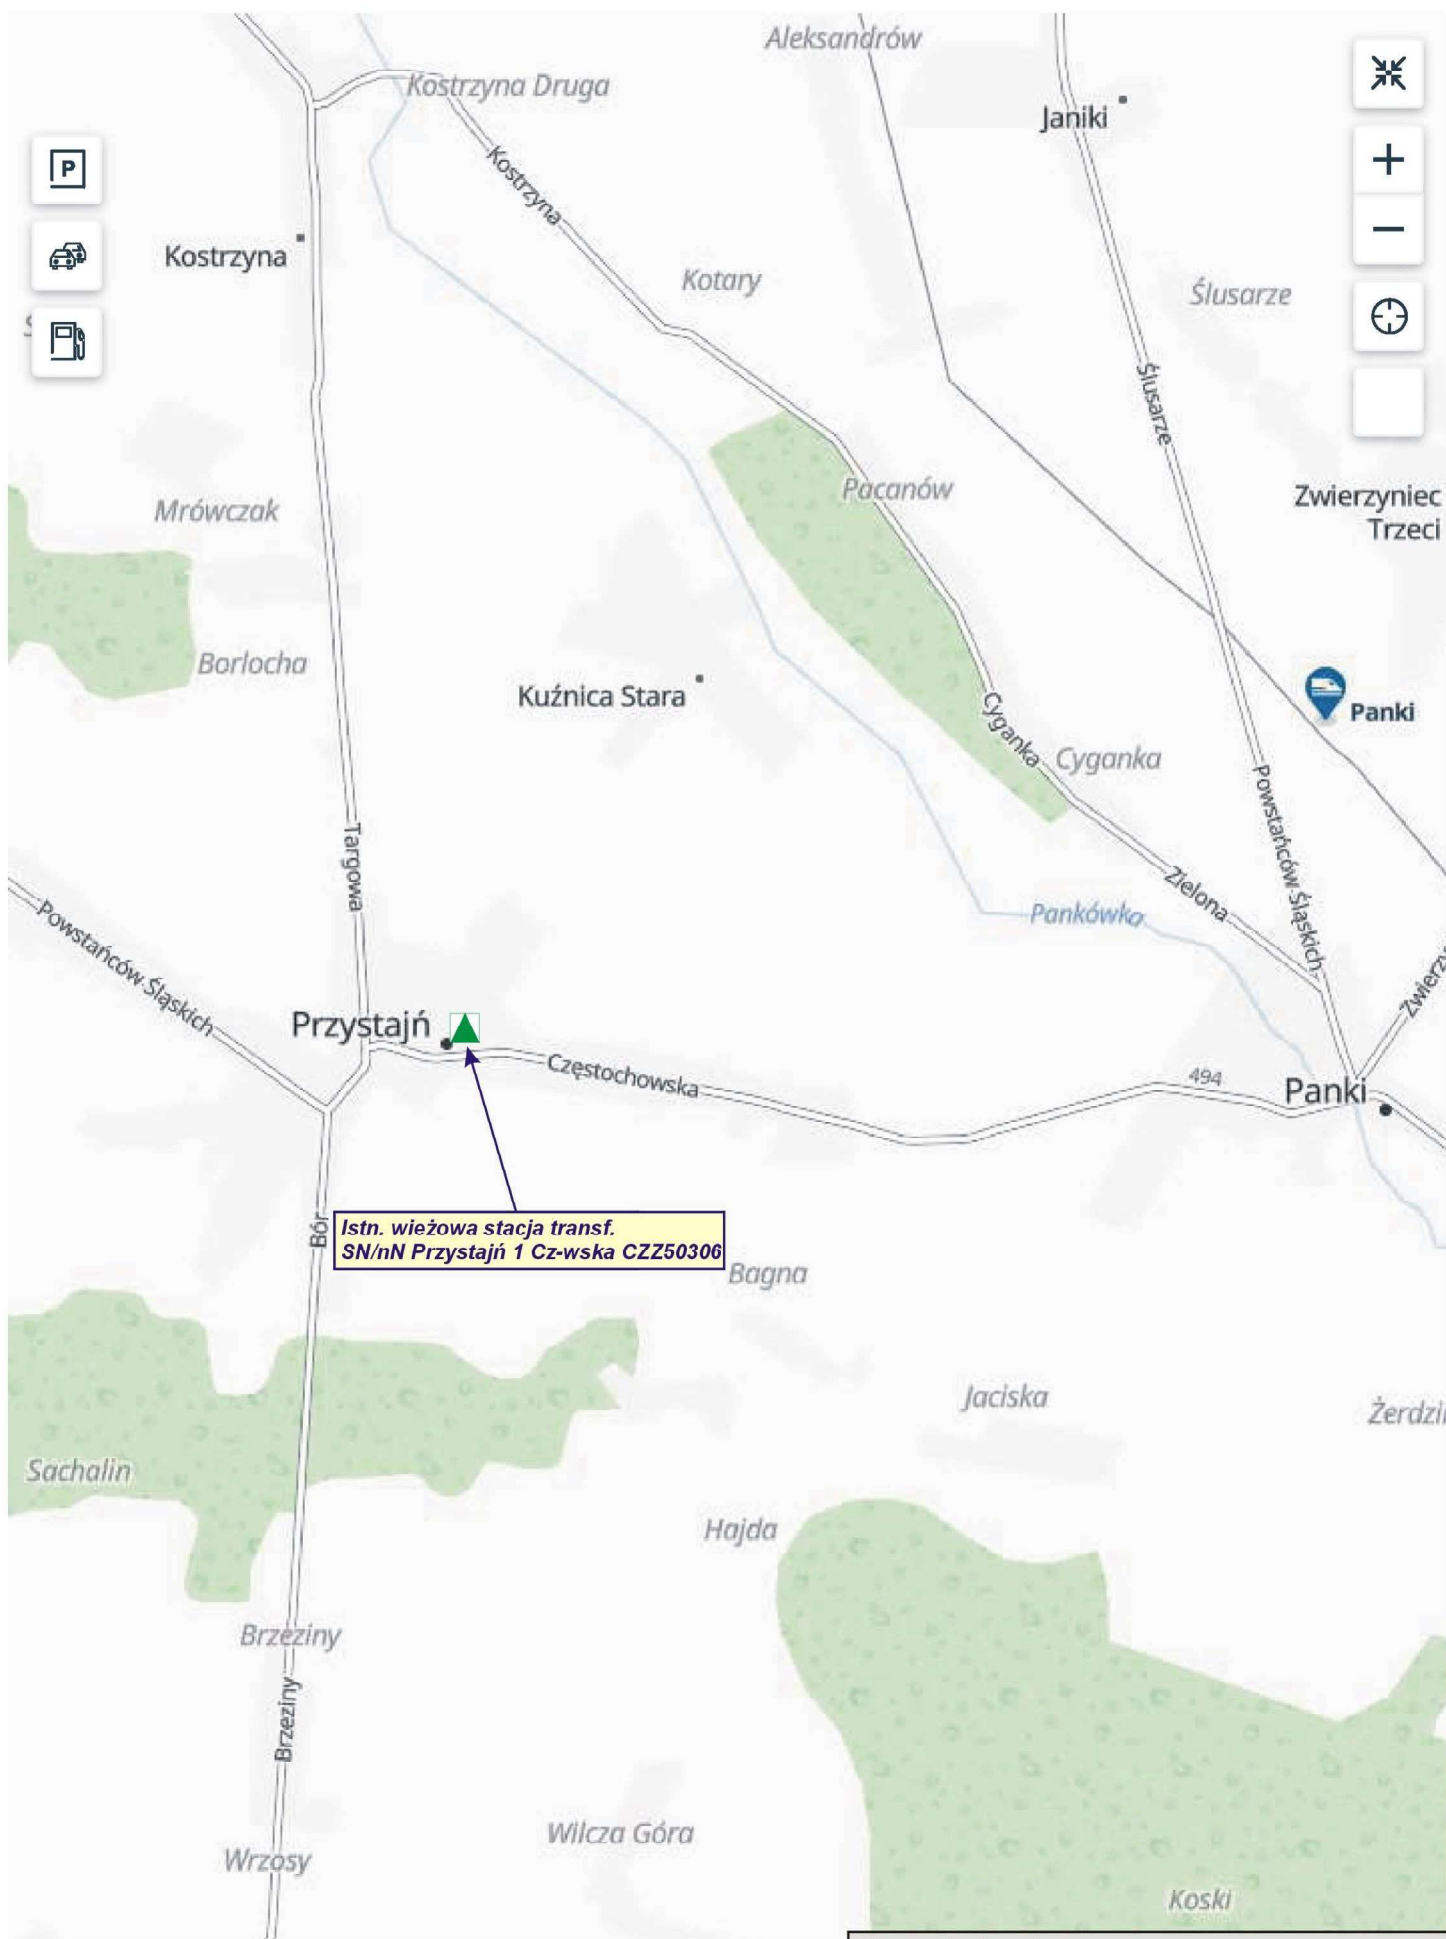 Aleksandrów
Kostrzyna Druga
Janiki
P
Kostrzyna
Kostrzyna
Kotary
Ślusarze
Ślusarze
Zwierzyniec
Trzeci
Pacanów
Mrówczak
Borlocha
Kuźnica Stara
Panki
Cyganka
Cyganka
Powstańców Śląskich
Targowa
Zielona
Pankówka
Powstańców Śląskich
Przystajń
Częstochowska
494
Panki
Bór
Istn. wieżowa stacja transf.
SN/nN Przystajń 1 Cz-wska CZZ50306
Bagna
Jaciska
Sachalin
Hajda
Brzeziny
Brzeziny
Wilcza Góra
Wrzosy
Koski